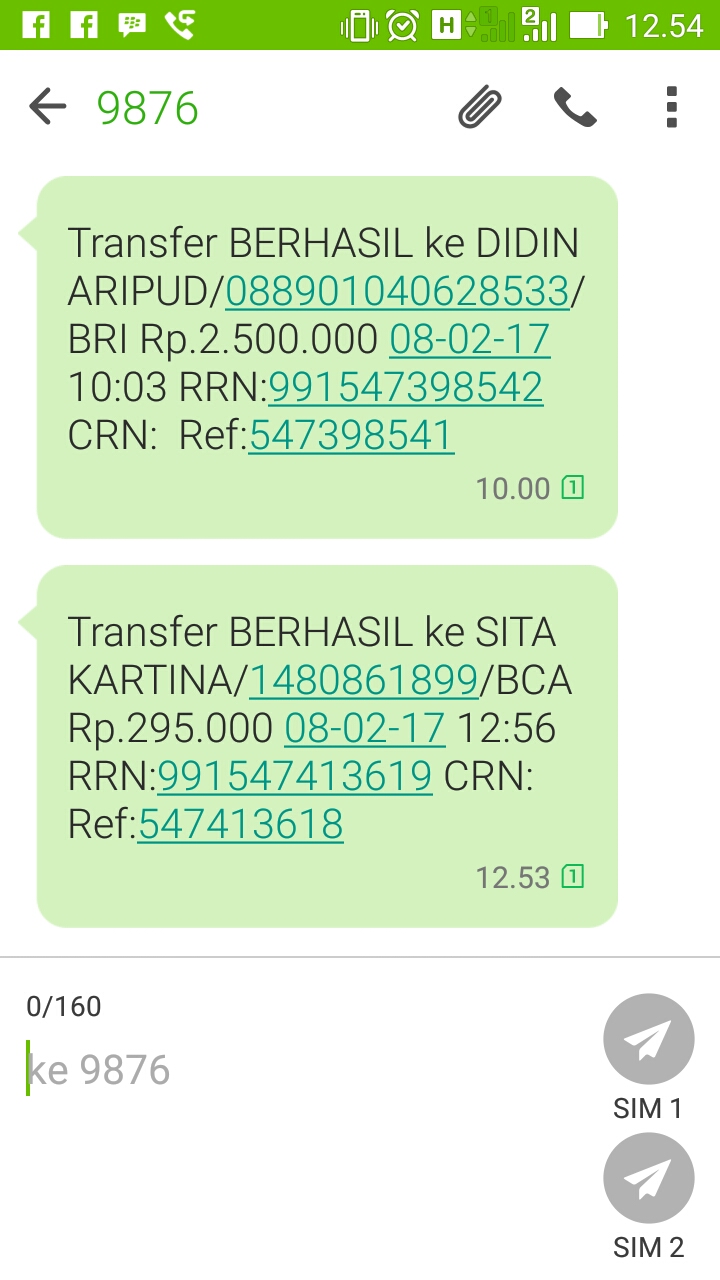 12.54
9876
Transfer BERHASIL ke DIDIN
ARIPUD/088901040628533/
BRI Rp.2.500.000 08-02-17
10:03 RRN:991547398542
CRN:  Ref:547398541
10.00 1
Transfer BERHASIL ke SITA
KARTINA/1480861899/BCA
Rp.295.000 08-02-17 12:56
RRN:991547413619 CRN:
Ref:547413618
12.53 1
0/160
ke 9876
SIM 1
SIM 2